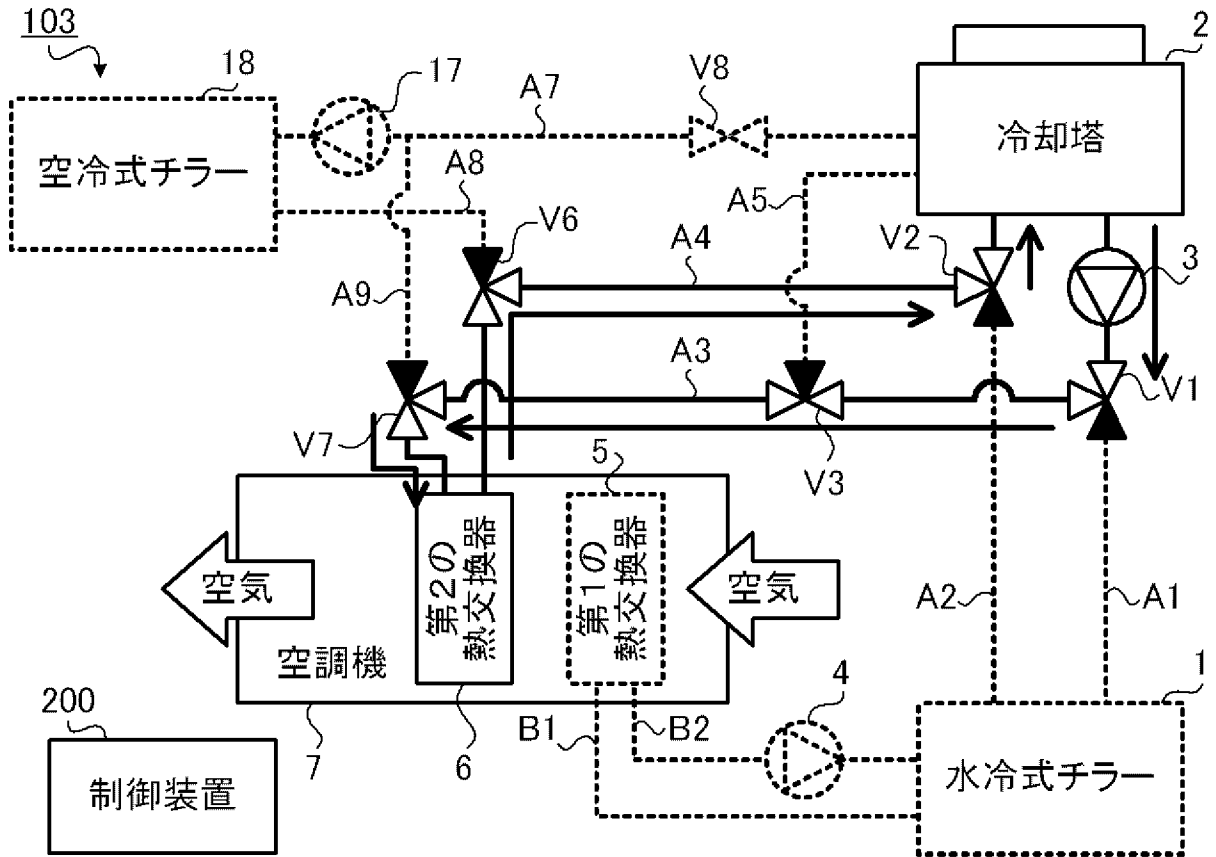 103
18
17
A7
V8
2
空冷式チラー
冷却塔
A8
A5
V6
A4
V2
3
A9
A3
V1
V7
V3
5
第2の
熱交換器
第1の
熱交換器
空気
空気
空調機
A2
A1
200
7
6
B1
B2
4
1
制御装置
水冷式チラー